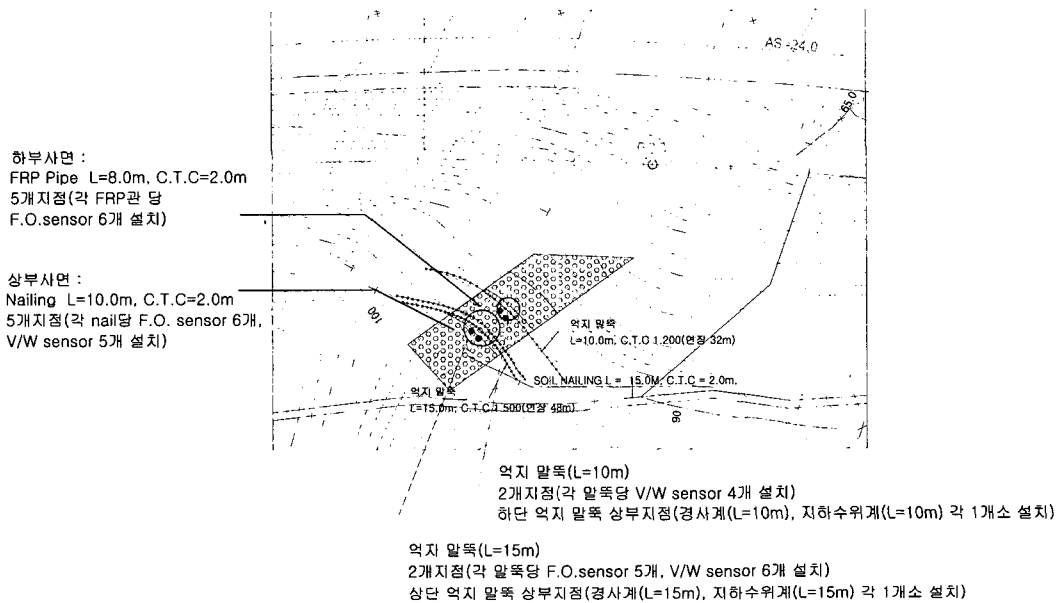 AS -24.0
65.0
하부사면 :
FRP Pipe L=8.0m, C.T.C=2.0m
5개지점(각 FRP관 당
F.O.sensor 6개 설치)
상부사면 :
Nailing L=10.0m, C.T.C=2.0m
5개지점(각 nail당 F.O. sensor 6개,
V/W sensor 5개 설치)
100
억지 말뚝
L=10.0m, C.T.C 1.200(연장 32m)
SOIL NAILING L = 15.0M, C.T.C = 2.0m.
억지 말뚝
L=15.0m, C.T.C 1.500(연장 48m)
90
억지 말뚝(L=10m)
2개지점(각 말뚝당 V/W sensor 4개 설치)
하단 억지 말뚝 상부지점(경사계(L=10m), 지하수위계(L=10m) 각 1개소 설치)
억자 말뚝(L=15m)
2개지점(각 말뚝당 F.O.sensor 5개, V/W sensor 6개 설치)
상단 억지 말뚝 상부지점(경사계(L=15m), 지하수위계(L=15m) 각 1개소 설치)